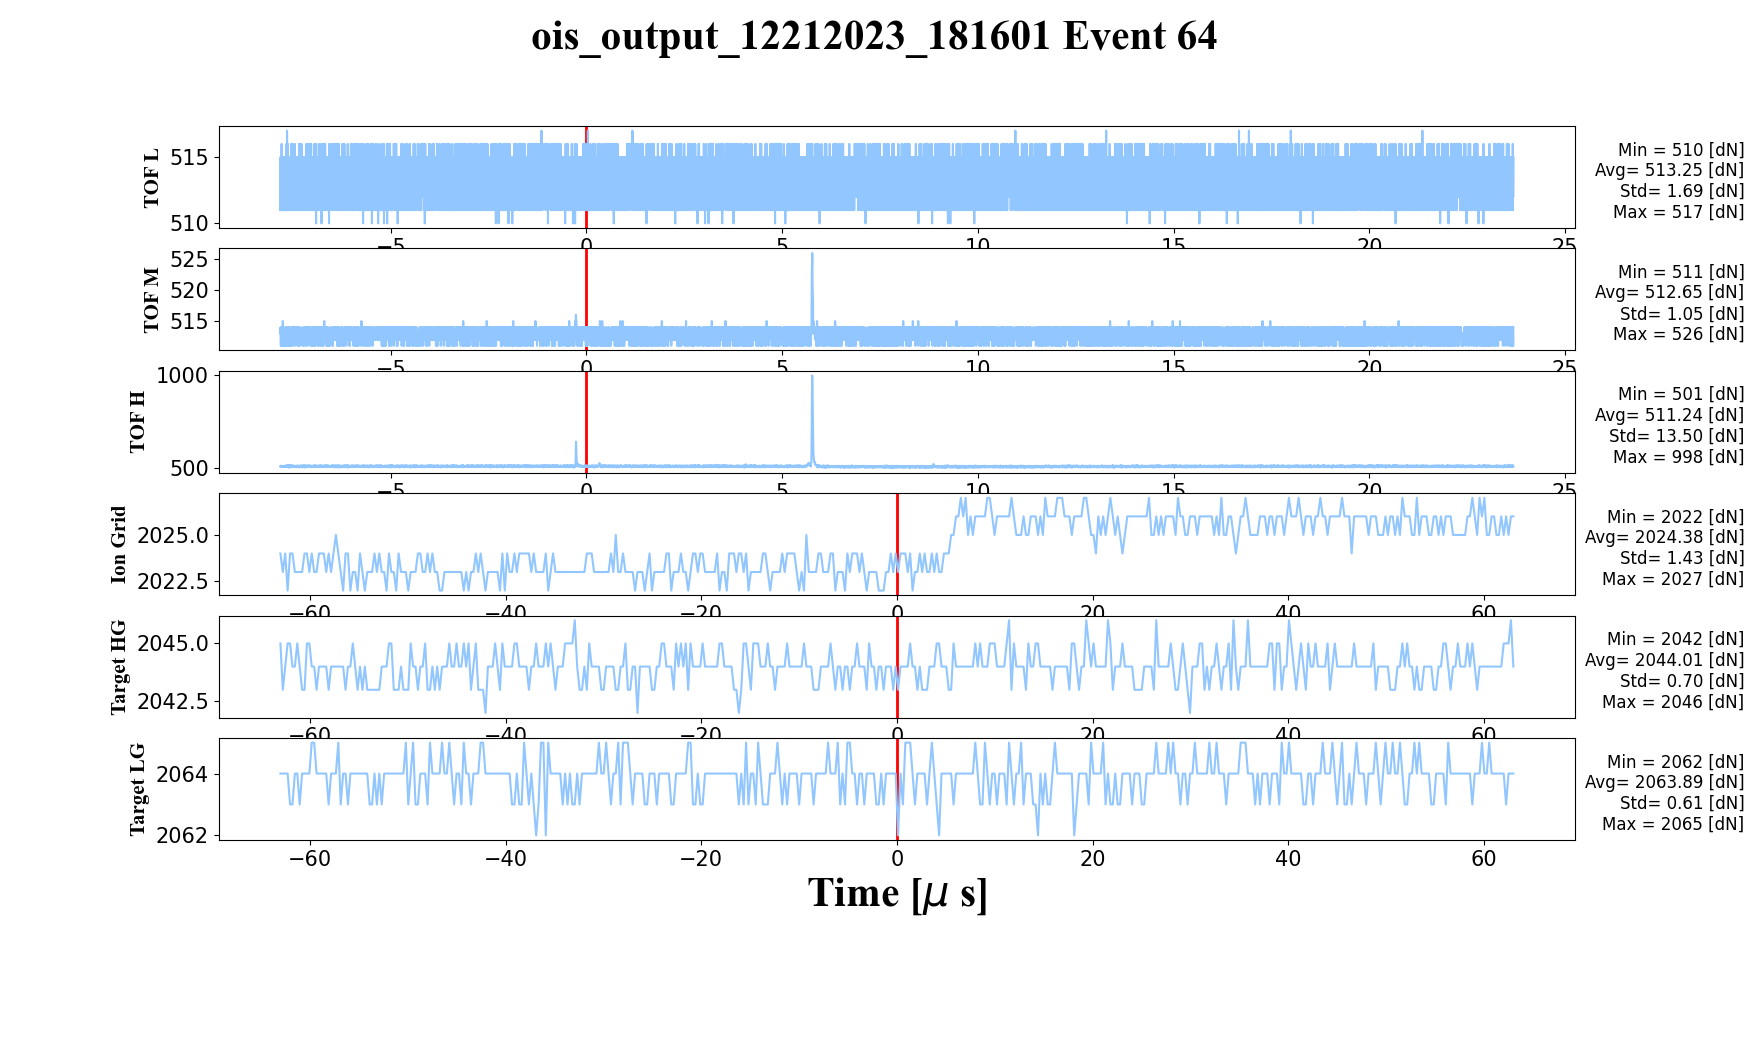 ois_output_12212023_181601 Event 64
TOF L
515
510
−5
0
5
10
15
20
25
Min = 510 [dN]
Avg= 513.25 [dN]
Std= 1.69 [dN]
Max = 517 [dN]
TOF M
525
520
515
−5
0
5
10
15
20
25
Min = 511 [dN]
Avg= 512.65 [dN]
Std= 1.05 [dN]
Max = 526 [dN]
TOF H
1000
500
−5
0
5
10
15
20
25
Min = 501 [dN]
Avg= 511.24 [dN]
Std= 13.50 [dN]
Max = 998 [dN]
Ion Grid
2025.0
2022.5
−60
−40
−20
0
20
40
60
Min = 2022 [dN]
Avg= 2024.38 [dN]
Std= 1.43 [dN]
Max = 2027 [dN]
Target HG
2045.0
2042.5
−60
−40
−20
0
20
40
60
Min = 2042 [dN]
Avg= 2044.01 [dN]
Std= 0.70 [dN]
Max = 2046 [dN]
Target LG
2064
2062
−60
−40
−20
0
20
40
60
Min = 2062 [dN]
Avg= 2063.89 [dN]
Std= 0.61 [dN]
Max = 2065 [dN]
Time [μ s]